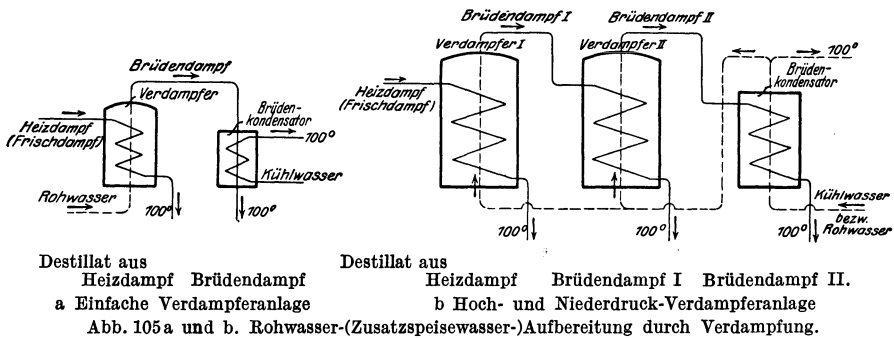 Brüdendampf
Verdampfer
Heizdampf
(Frischdampf)
Brüden-
kondensator
100°
Kühlwasser
Rohwasser
100°
100°
Brüdendampf I
Brüdendampf II
Verdampfer I
Verdampfer II
100°
Brüden-
kondensator
Heizdampf
(Frischdampf)
Kühlwasser
bezw.
Rohwasser
100°
100°
100°
Destillat aus
Heizdampf Brüdendampf
a Einfache Verdampferanlage
Destillat aus
Heizdampf Brüdendampf I Brüdendampf II.
b Hoch- und Niederdruck-Verdampferanlage
Abb. 105 a und b. Rohwasser-(Zusatzspeisewasser-)Aufbereitung durch Verdampfung.